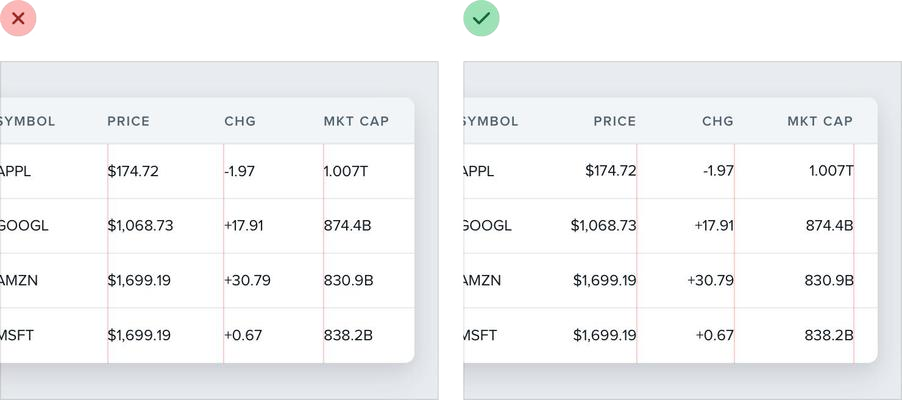 SYMBOL PRICE CHG MKT CAP
APPL $174.72 -1.97 1.007T
GOOGL $1,068.73 +17.91 874.4B
AMZN $1,699.19 +30.79 830.9B
MSFT $1,699.19 +0.67 838.2B
SYMBOL PRICE CHG MKT CAP
APPL $174.72 -1.97 1.007T
GOOGL $1,068.73 +17.91 874.4B
AMZN $1,699.19 +30.79 830.9B
MSFT $1,699.19 +0.67 838.2B